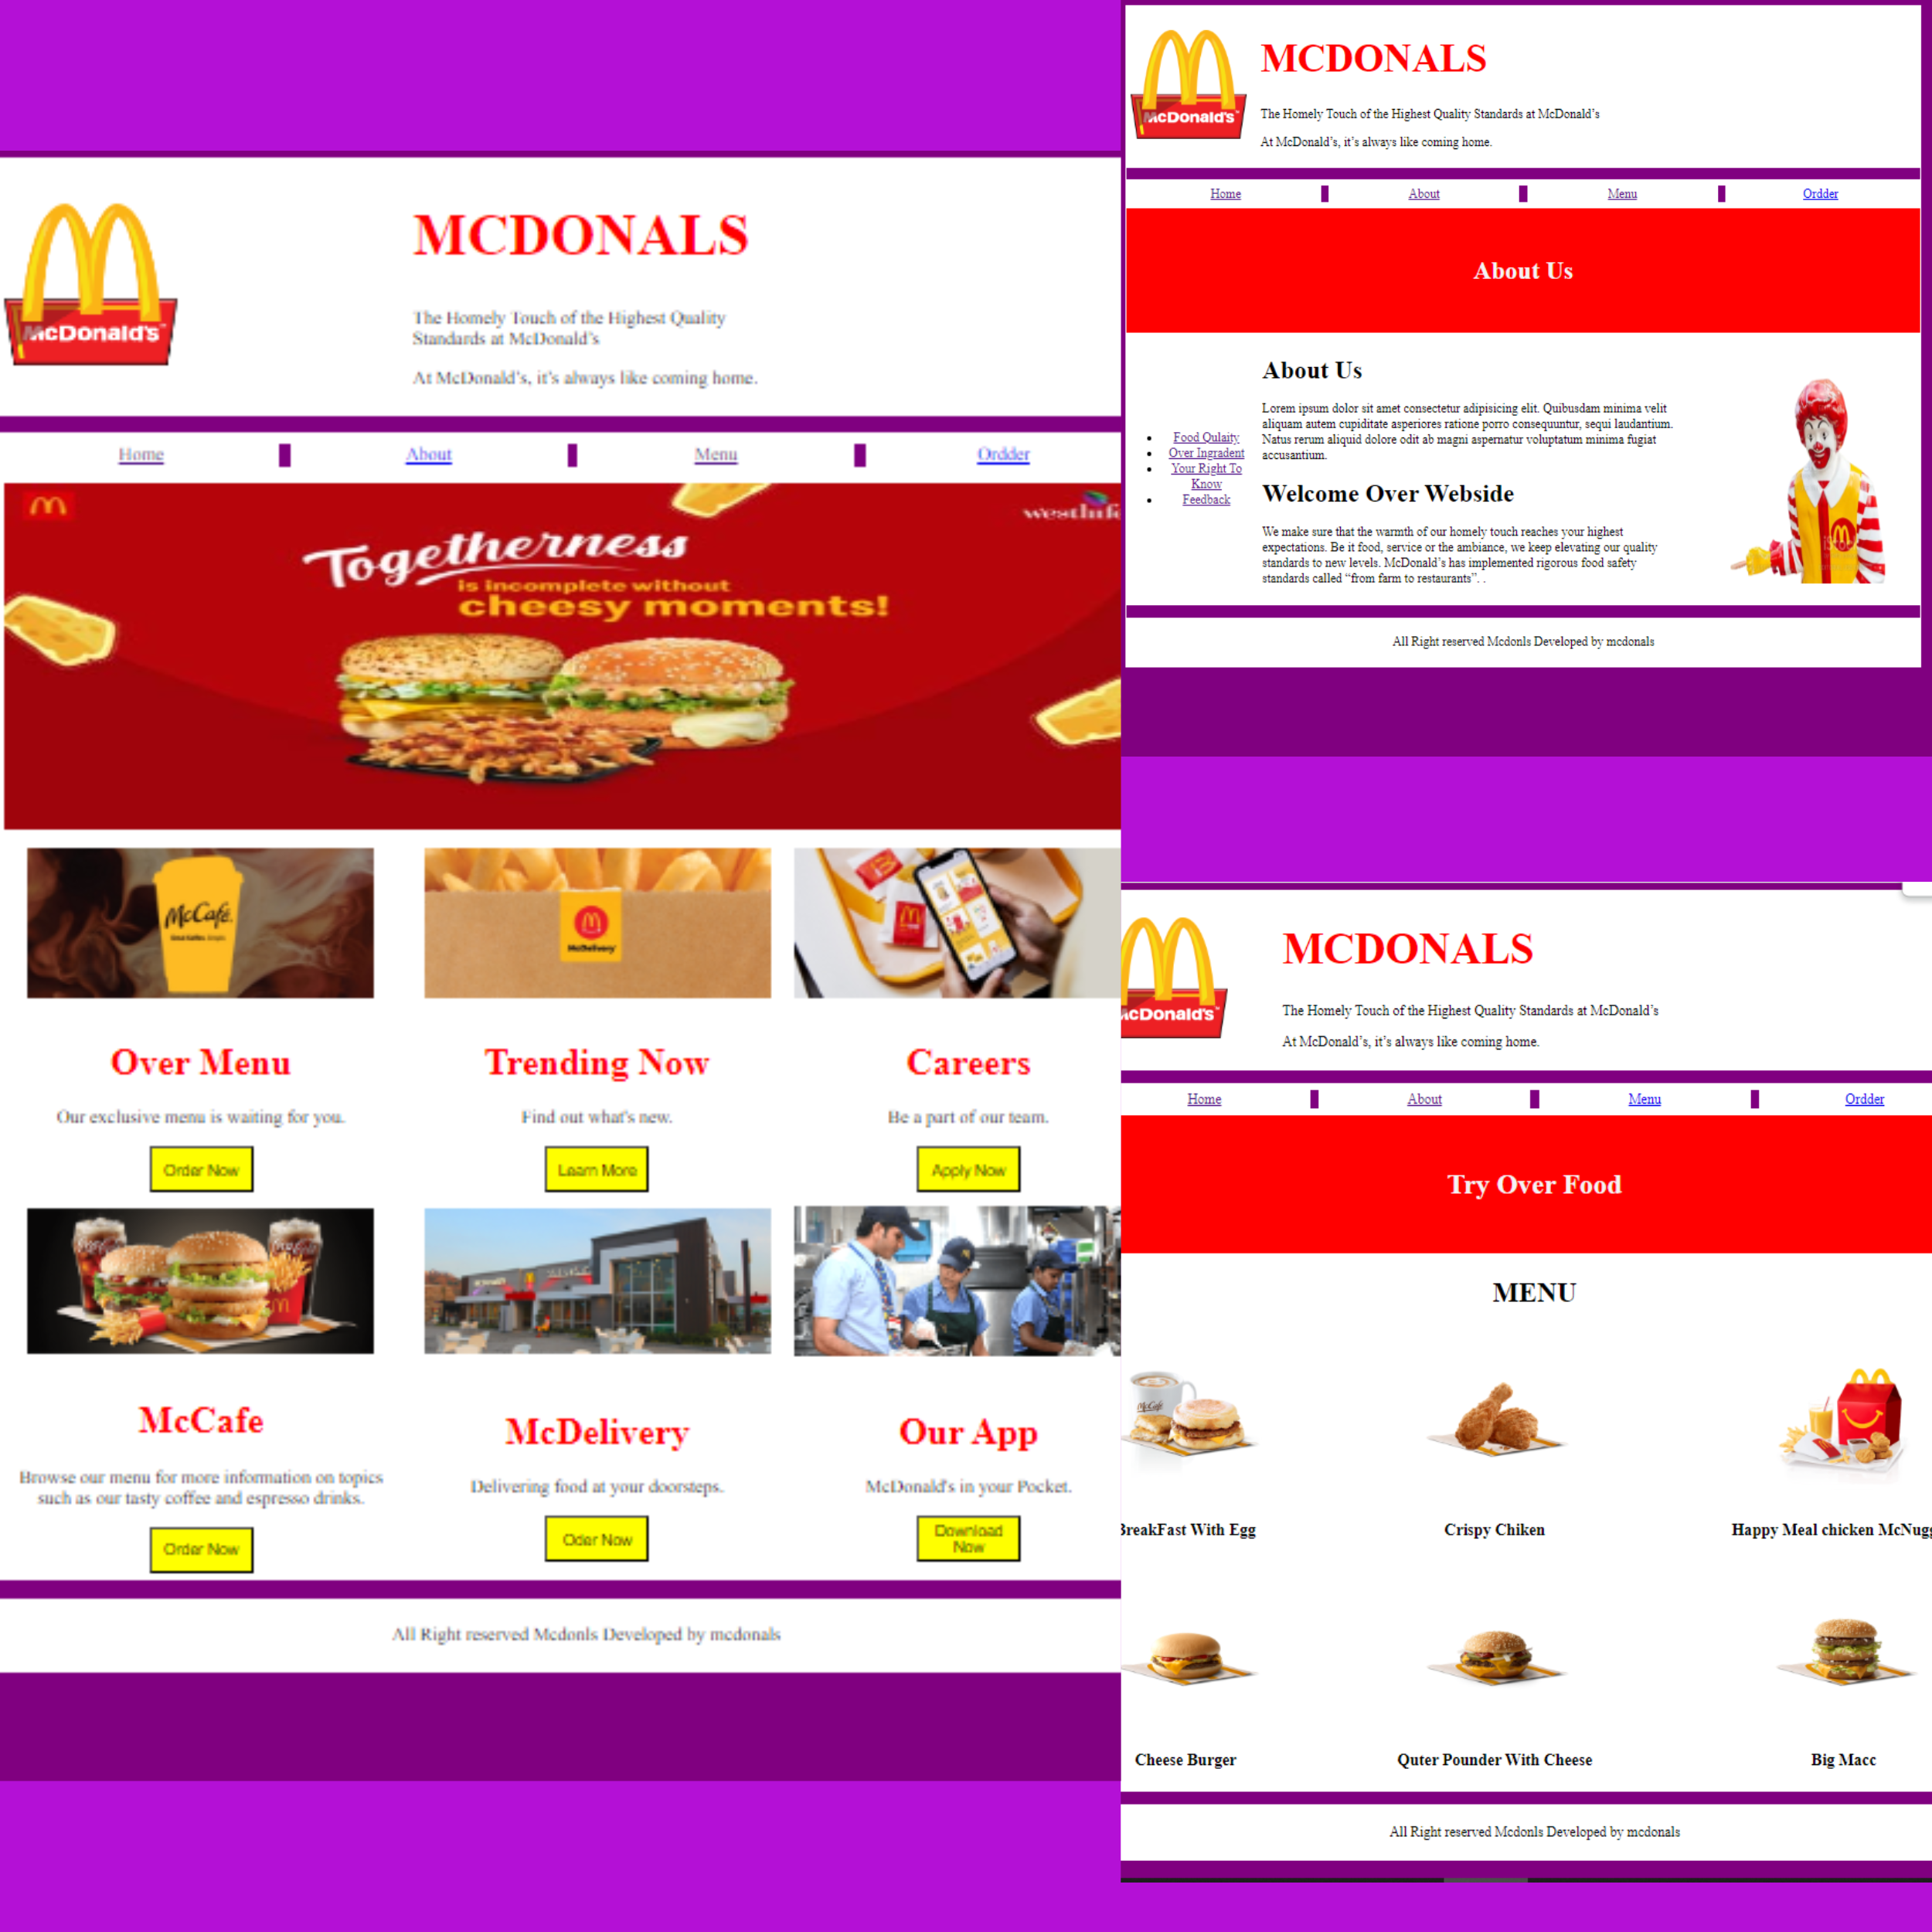 McDonald's
MCDONALS
The Homely Touch of the Highest Quality
Standards at McDonald's
At McDonald's, it's always like coming home.
Home
About
Menu
Ordder
Togetherness
is incomplete without
cheesy moments!
McCafé
McDelivery
Over Menu
Our exclusive menu is waiting for you.
Order Now
Trending Now
Find out what's new.
Learn More
Careers
Be a part of our team.
Apply Now
McCafe
Browse our menu for more information on topics
such as our tasty coffee and espresso drinks.
Order Now
McDelivery
Delivering food at your doorsteps.
Oder Now
Our App
McDonald's in your Pocket.
Download
Now
All Right reserved Mcdonls Developed by mcdonals
McDonald's
MCDONALS
The Homely Touch of the Highest Quality Standards at McDonald's
At McDonald's, it's always like coming home.
Home
About
Menu
Ordder
About Us
Food Qulaity
Over Ingradent
Your Right To
Know
Feedback
About Us
Lorem ipsum dolor sit amet consectetur adipisicing elit. Quibusdam minima velit
aliquam autem cupiditate asperiores ratione porro consequuntur, sequi laudantium.
Natus rerum aliquid dolore odit ab magni aspernatur voluptatum minima fugiat
accusantium.
Welcome Over Webside
We make sure that the warmth of our homely touch reaches your highest
expectations. Be it food, service or the ambiance, we keep elevating our quality
standards to new levels. McDonald's has implemented rigorous food safety
standards called “from farm to restaurants”. .
All Right reserved Mcdonls Developed by mcdonals
McDonald's
MCDONALS
The Homely Touch of the Highest Quality Standards at McDonald's
At McDonald's, it's always like coming home.
Home
About
Menu
Ordder
Try Over Food
MENU
McCafé
BreakFast With Egg
Crispy Chiken
Happy Meal chicken McNugg
Cheese Burger
Quter Pounder With Cheese
Big Macc
All Right reserved Mcdonls Developed by mcdonals